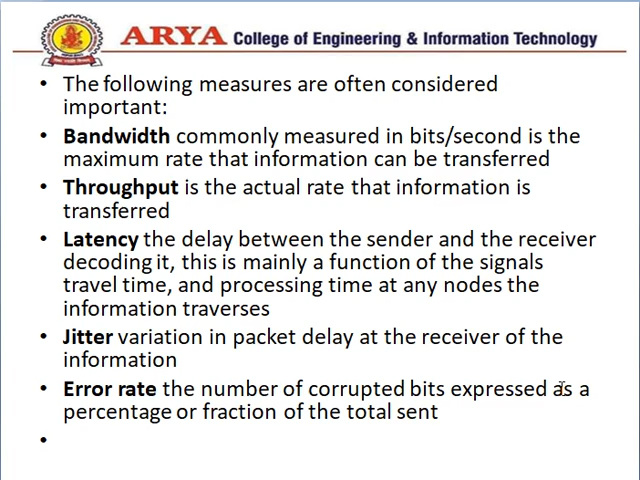 ARYA College of Engineering & Information Technology
• The following measures are often considered
important:
• Bandwidth commonly measured in bits/second is the
maximum rate that information can be transferred
• Throughput is the actual rate that information is
transferred
• Latency the delay between the sender and the receiver
decoding it, this is mainly a function of the signals
travel time, and processing time at any nodes the
information traverses
• Jitter variation in packet delay at the receiver of the
information
• Error rate the number of corrupted bits expressed as a
percentage or fraction of the total sent
•